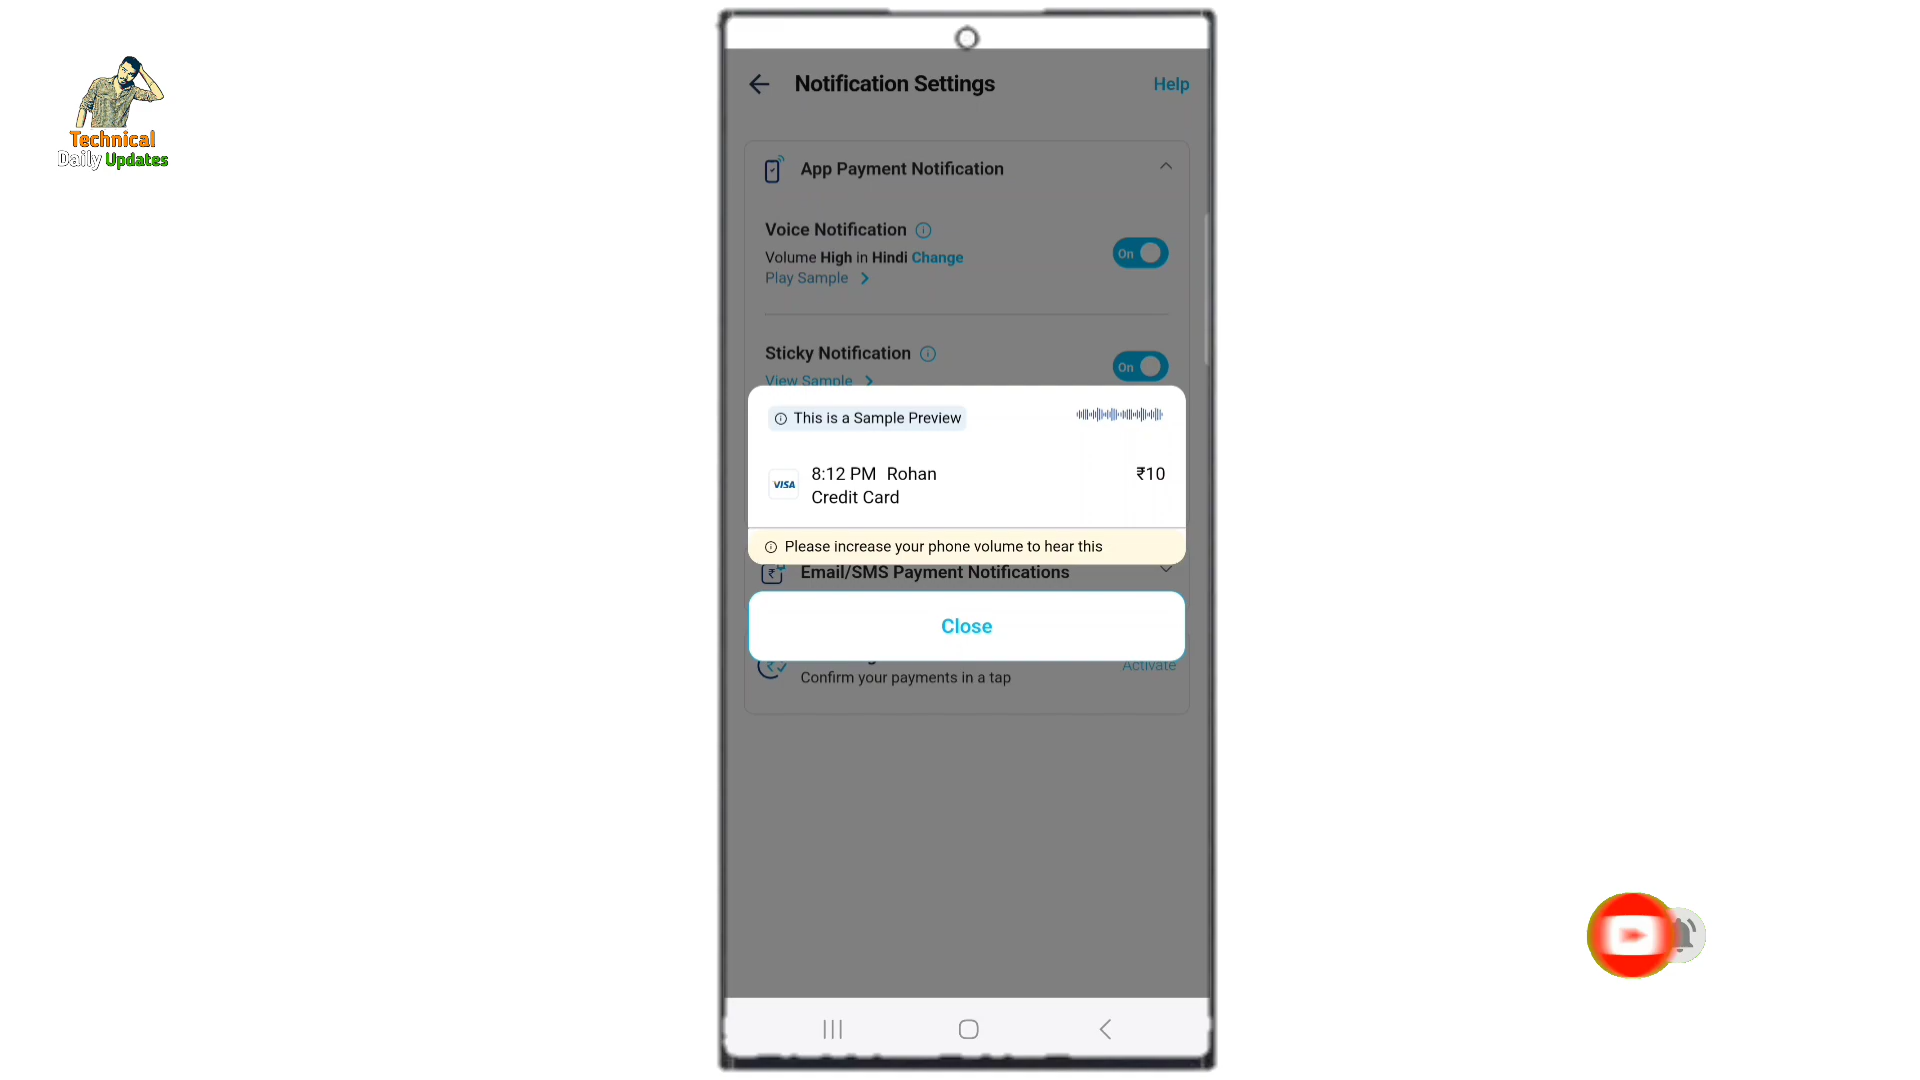 Technical
Daily Updates
Notification Settings
Help
App Payment Notification
Voice Notification
Volume High in Hindi Change
On
Play Sample
Sticky Notification
On
View Sample
This is a Sample Preview
8:12 PM Rohan
₹10
VISA
Credit Card
Please increase your phone volume to hear this
Email/SMS Payment Notifications
Close
Activate
Confirm your payments in a tap